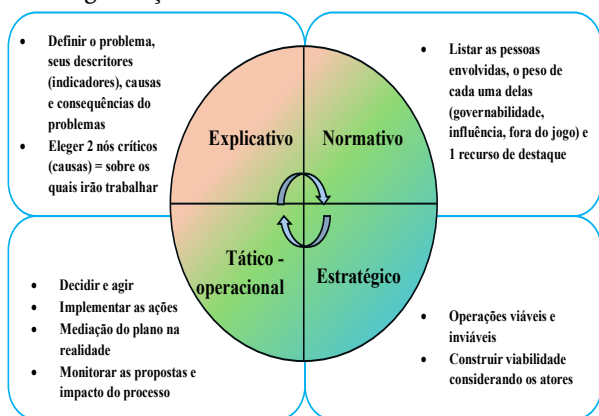 • Definir o problema,
seus descritores
(indicadores), causas
e consequências do
problemas
• Eleger 2 nós críticos
(causas) = sobre os
quais irão trabalhar
• Listar as pessoas
envolvidas, o peso de
cada uma delas
(governabilidade,
influência, fora do jogo) e
1 recurso de destaque
Explicativo
Normativo
Tático -
operacional
Estratégico
• Decidir e agir
• Implementar as ações
• Mediação do plano na
realidade
• Monitorar as propostas e
impacto do processo
• Operações viáveis e
inviáveis
• Construir viabilidade
considerando os atores